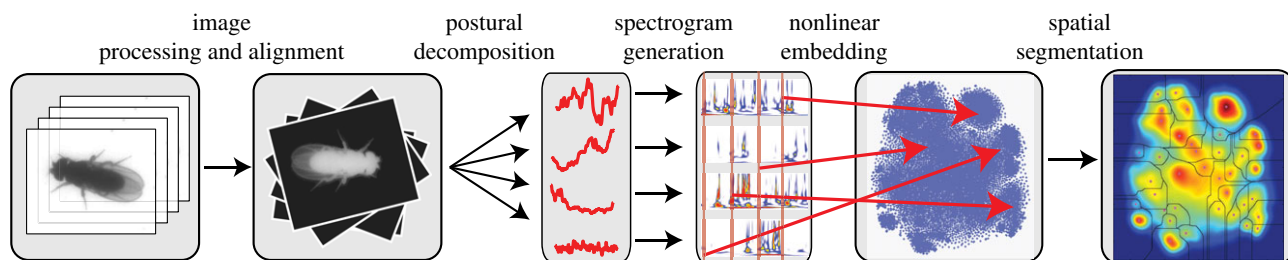 image
processing and alignment
postural
decomposition
spectrogram
generation
nonlinear
embedding
spatial
segmentation